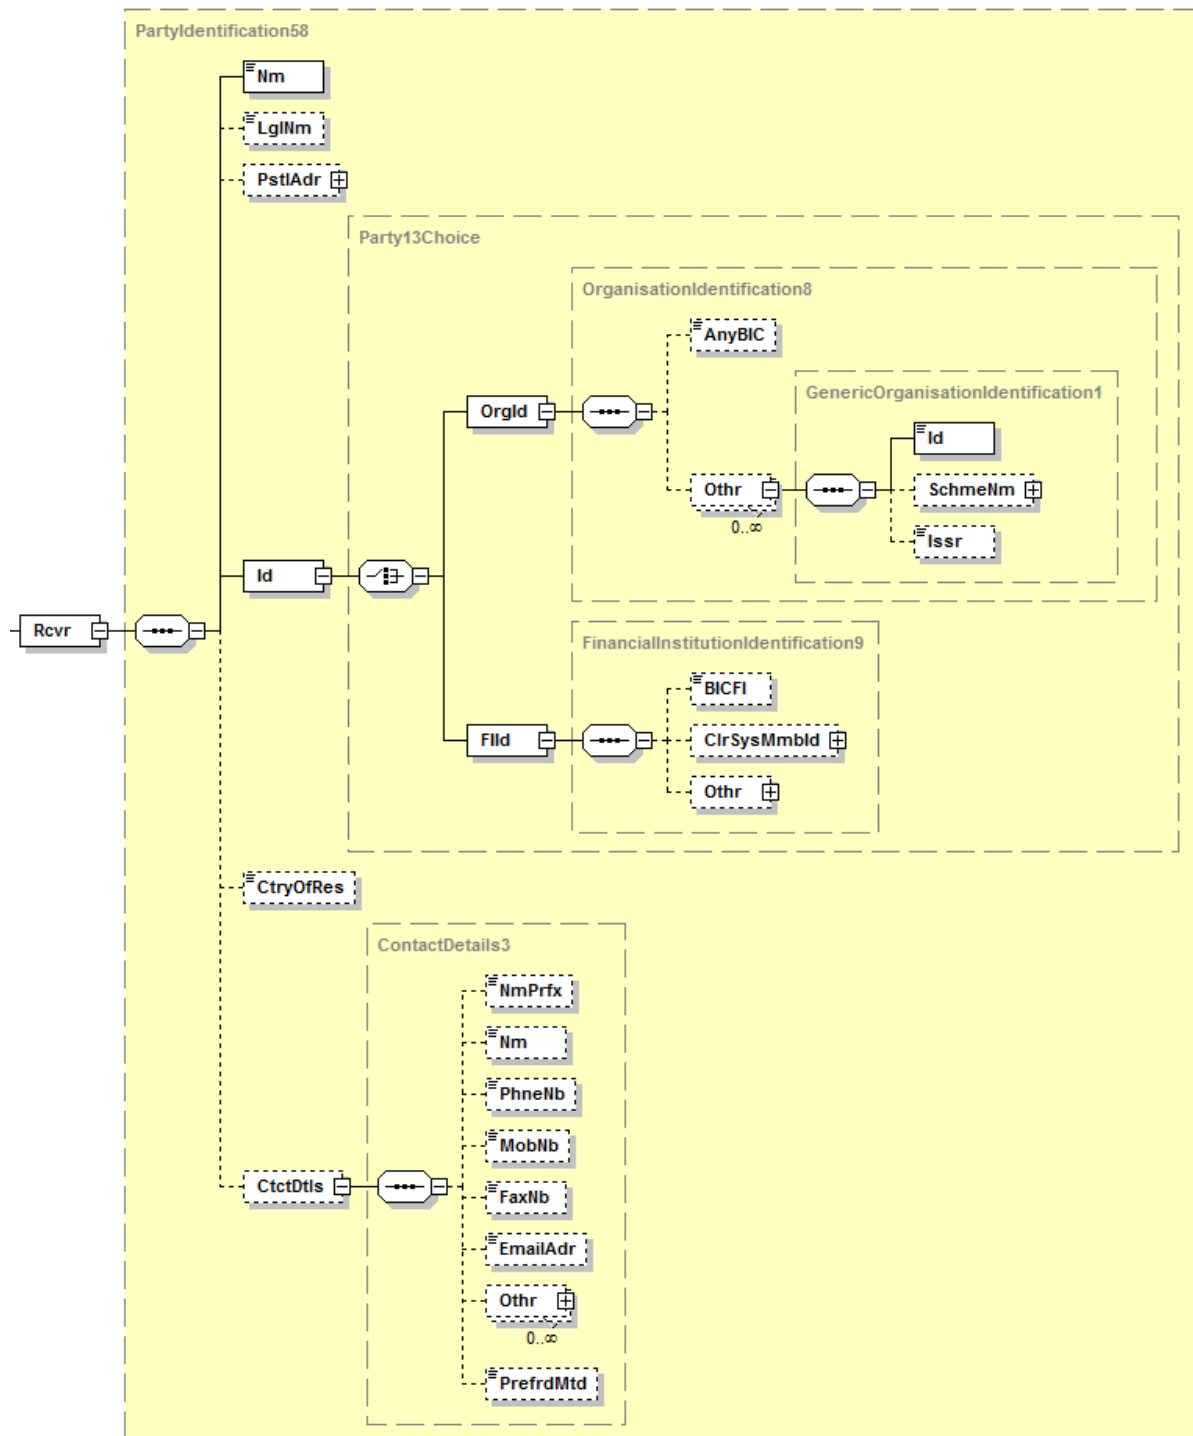 PartyIdentification58
Nm
LglNm
PstlAdr
Party13Choice
OrganisationIdentification8
AnyBIC
GenericOrganisationIdentification1
OrgId
Id
Othr
SchmeNm
0..∞
Issr
Id
Rcvr
FinancialInstitutionIdentification9
BICFI
FIId
ClrSysMmbId
Othr
CtryOfRes
ContactDetails3
NmPrfx
Nm
PhneNb
MobNb
CtctDtls
FaxNb
EmailAdr
Othr
0..∞
PrefrdMtd